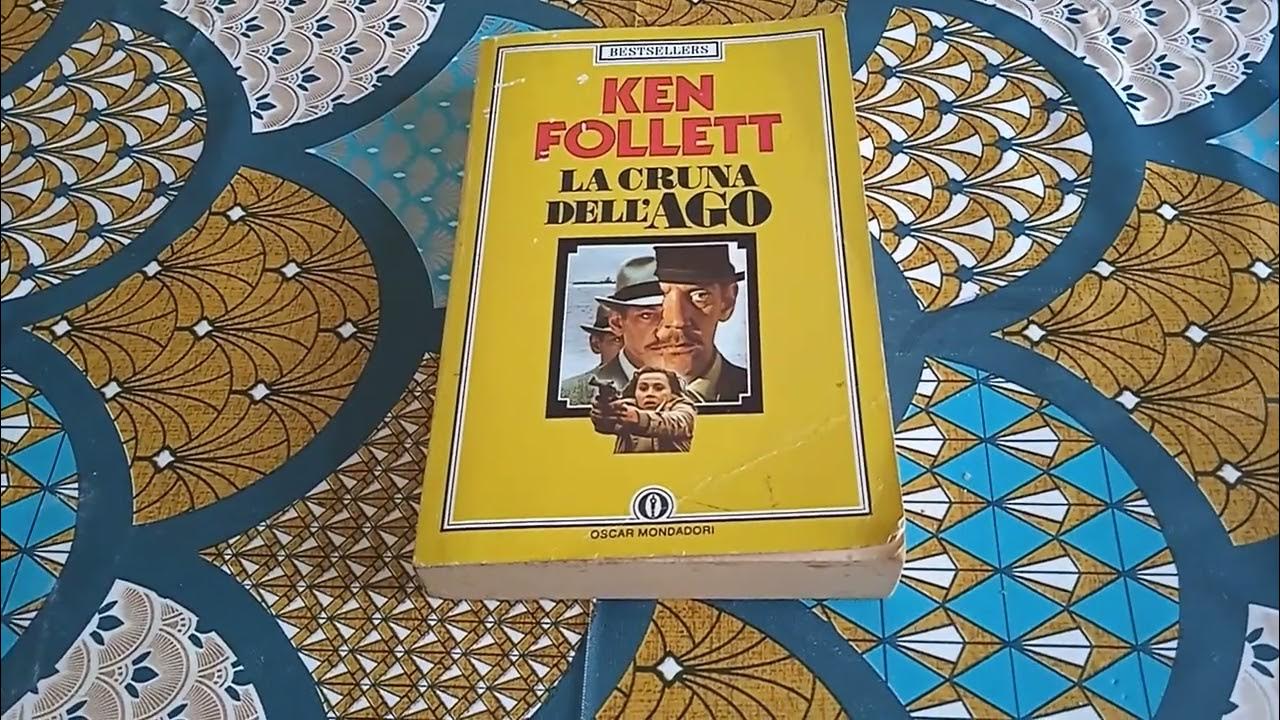 BESTSELLERS
KEN
FOLLETT
LA CRUNA
DELL'AGO
OSCAR MONDADORI